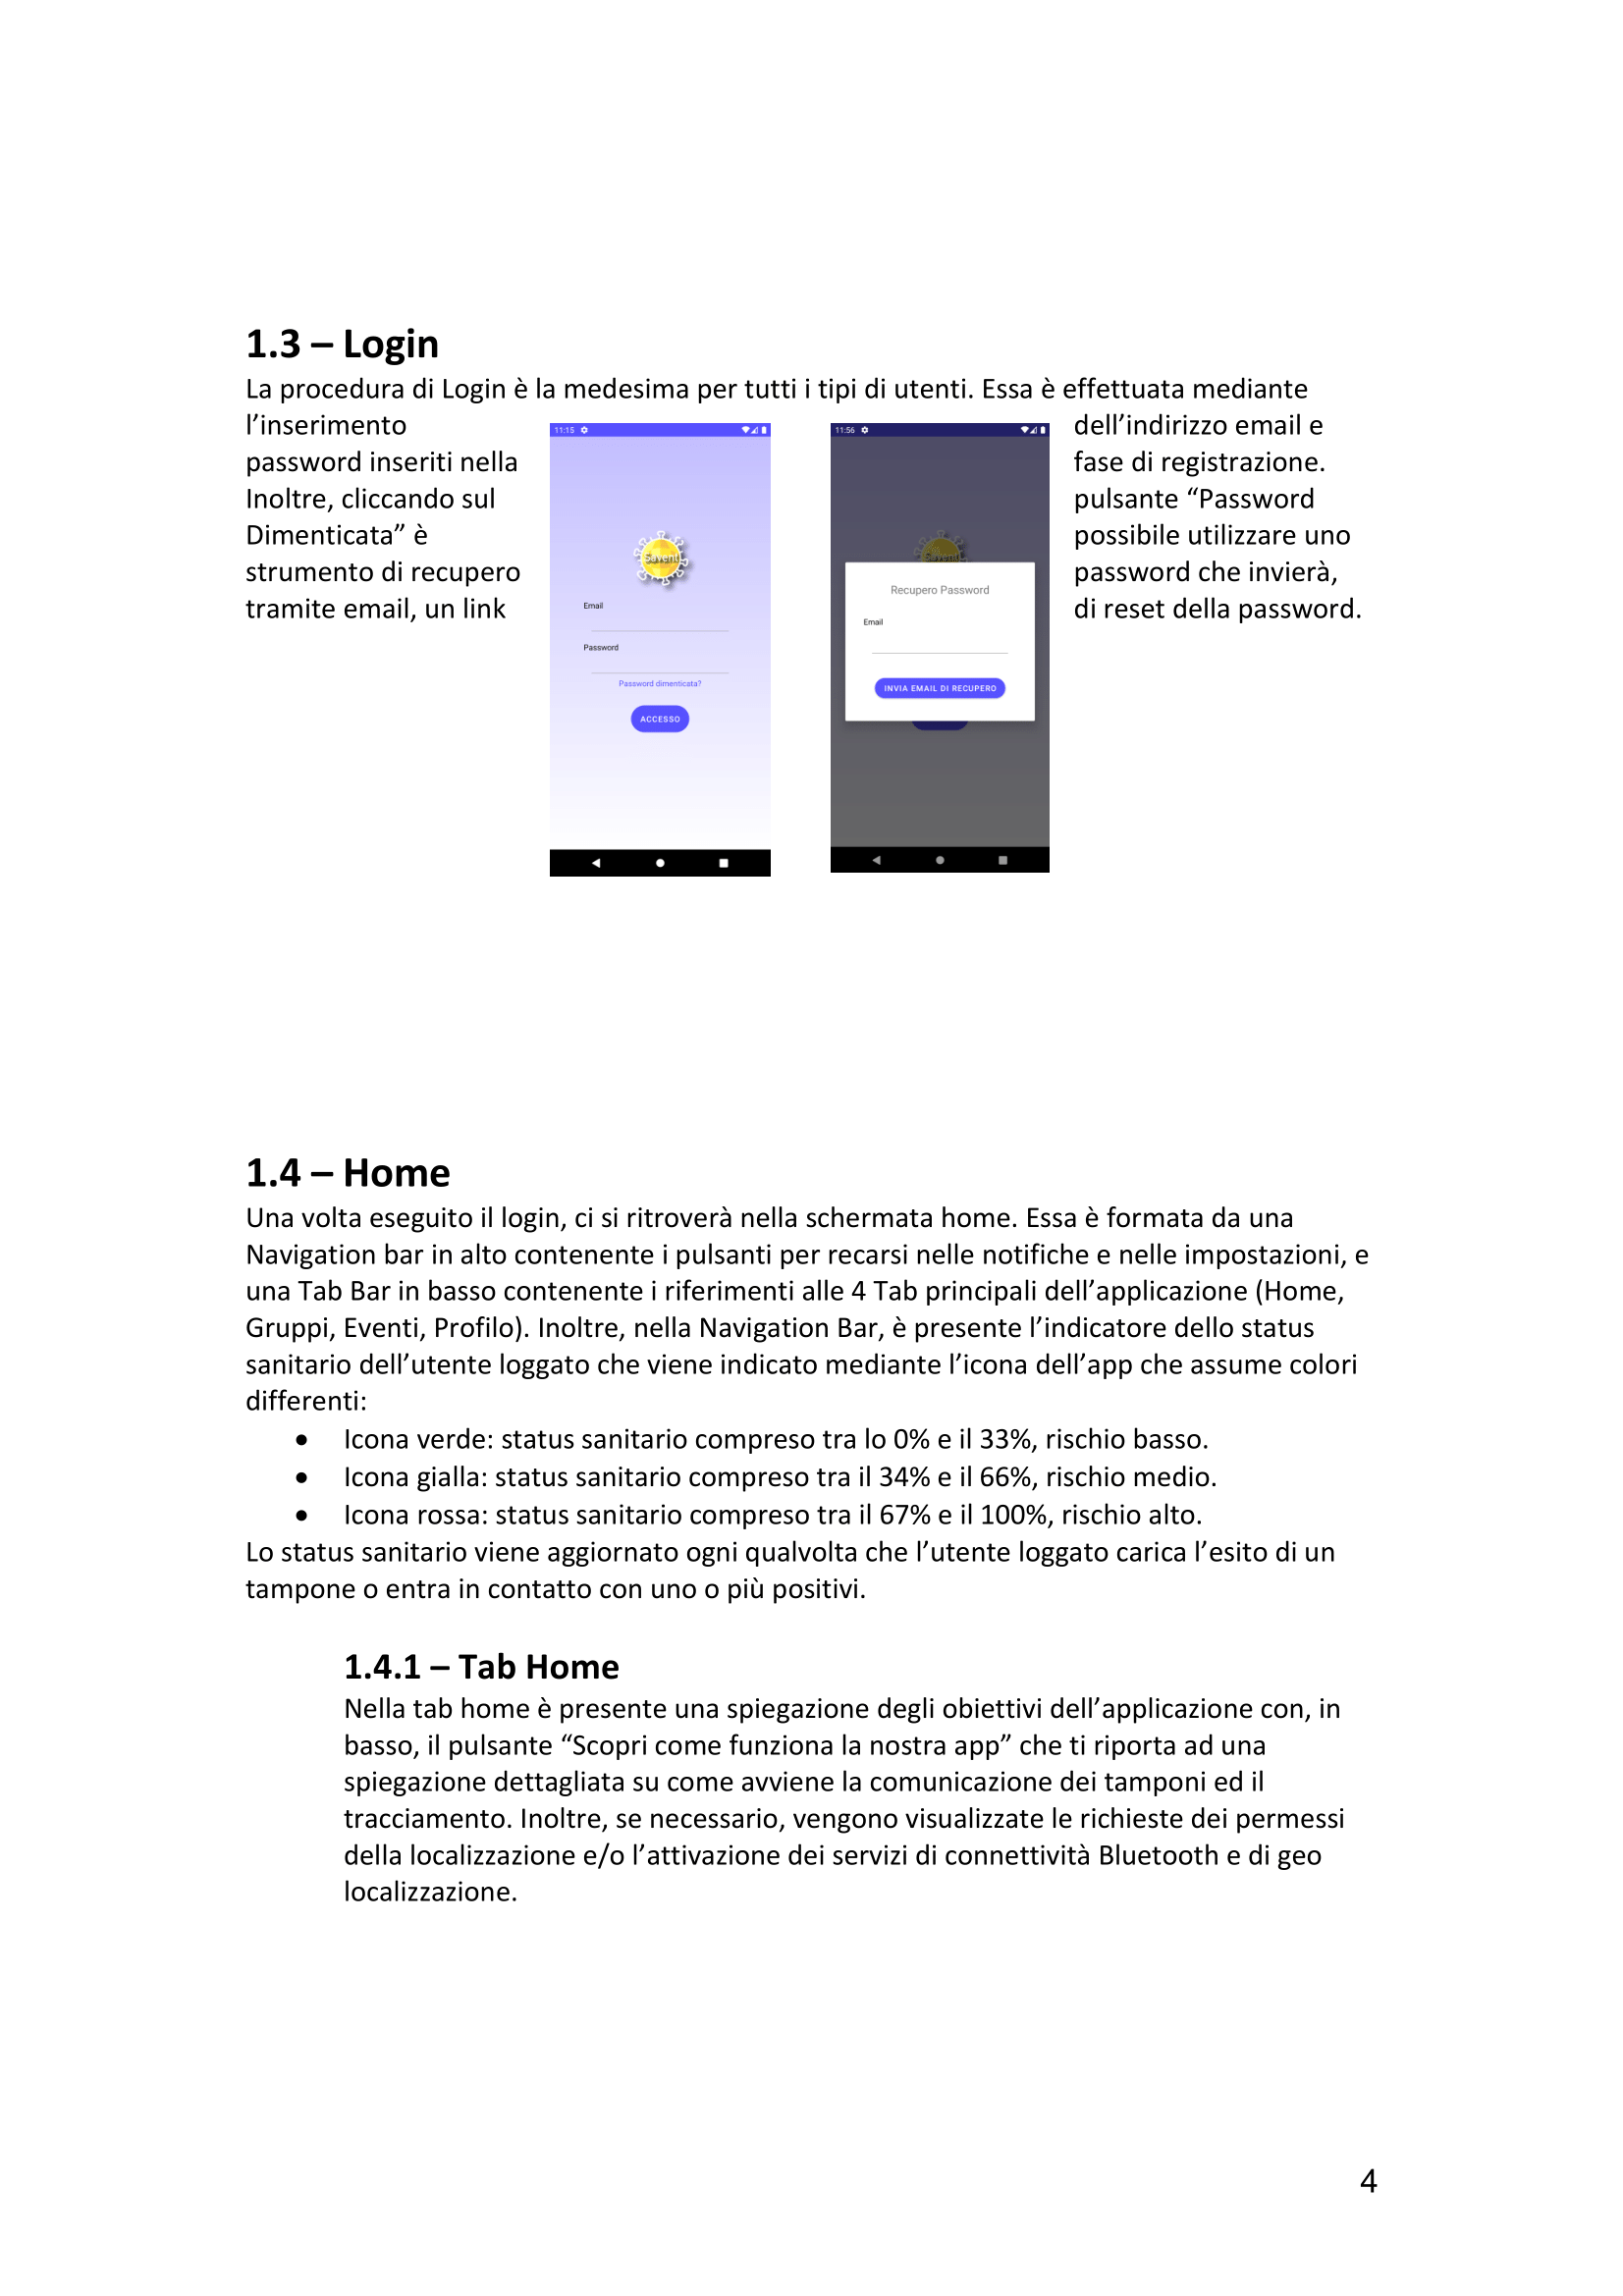 1.3 – Login
La procedura di Login è la medesima per tutti i tipi di utenti. Essa è effettuata mediante
l’inserimento dell’indirizzo email e
password inseriti nella fase di registrazione.
Inoltre, cliccando sul pulsante “Password
Dimenticata” è possibile utilizzare uno
strumento di recupero password che invierà,
tramite email, un link di reset della password.
11:15
Savent
Email
Password
Password dimenticata?
ACCESSO
11:56
Recupero Password
Email
INVIA EMAIL DI RECUPERO
1.4 – Home
Una volta eseguito il login, ci si ritroverà nella schermata home. Essa è formata da una
Navigation bar in alto contenente i pulsanti per recarsi nelle notifiche e nelle impostazioni, e
una Tab Bar in basso contenente i riferimenti alle 4 Tab principali dell’applicazione (Home,
Gruppi, Eventi, Profilo). Inoltre, nella Navigation Bar, è presente l’indicatore dello status
sanitario dell’utente loggato che viene indicato mediante l’icona dell’app che assume colori
differenti:
• Icona verde: status sanitario compreso tra lo 0% e il 33%, rischio basso.
• Icona gialla: status sanitario compreso tra il 34% e il 66%, rischio medio.
• Icona rossa: status sanitario compreso tra il 67% e il 100%, rischio alto.
Lo status sanitario viene aggiornato ogni qualvolta che l’utente loggato carica l’esito di un
tampone o entra in contatto con uno o più positivi.
1.4.1 – Tab Home
Nella tab home è presente una spiegazione degli obiettivi dell’applicazione con, in
basso, il pulsante “Scopri come funziona la nostra app” che ti riporta ad una
spiegazione dettagliata su come avviene la comunicazione dei tamponi ed il
tracciamento. Inoltre, se necessario, vengono visualizzate le richieste dei permessi
della localizzazione e/o l’attivazione dei servizi di connettività Bluetooth e di geo
localizzazione.
4